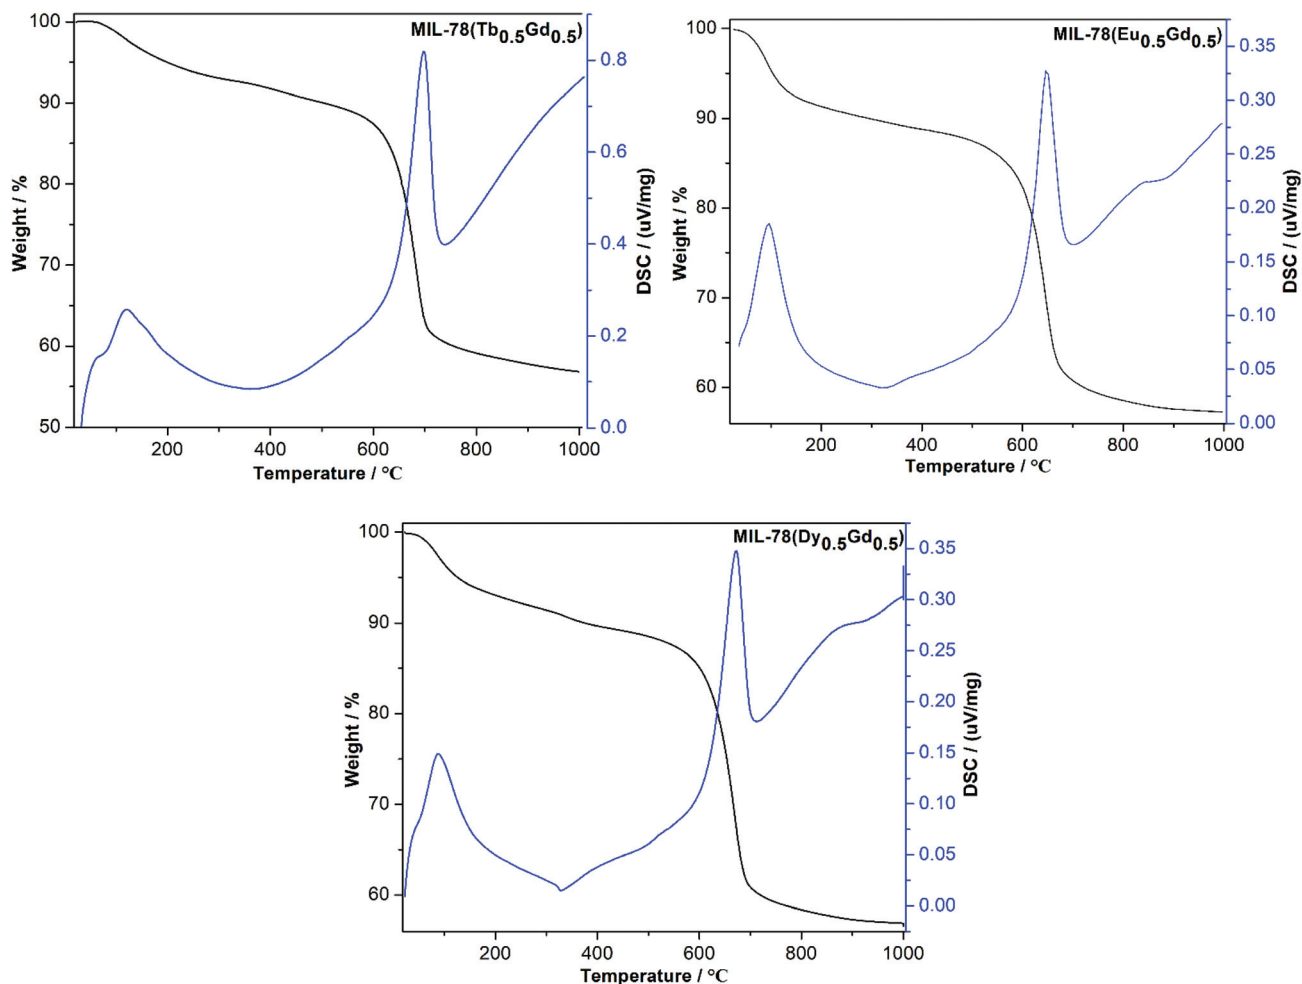 MIL-78(Tb0.5Gd0.5)
100
90
80
70
60
50
Weight / %
0.8
0.6
0.4
0.2
0.0
DSC / (uV/mg)
200 400 600 800 1000
Temperature / °C
MIL-78(Eu0.5Gd0.5)
100
90
80
70
60
Weight / %
0.35
0.30
0.25
0.20
0.15
0.10
0.05
0.00
DSC / (uV/mg)
200 400 600 800 1000
Temperature / °C
MIL-78(Dy0.5Gd0.5)
100
90
80
70
60
Weight / %
0.35
0.30
0.25
0.20
0.15
0.10
0.05
0.00
DSC / (uV/mg)
200 400 600 800 1000
Temperature / °C